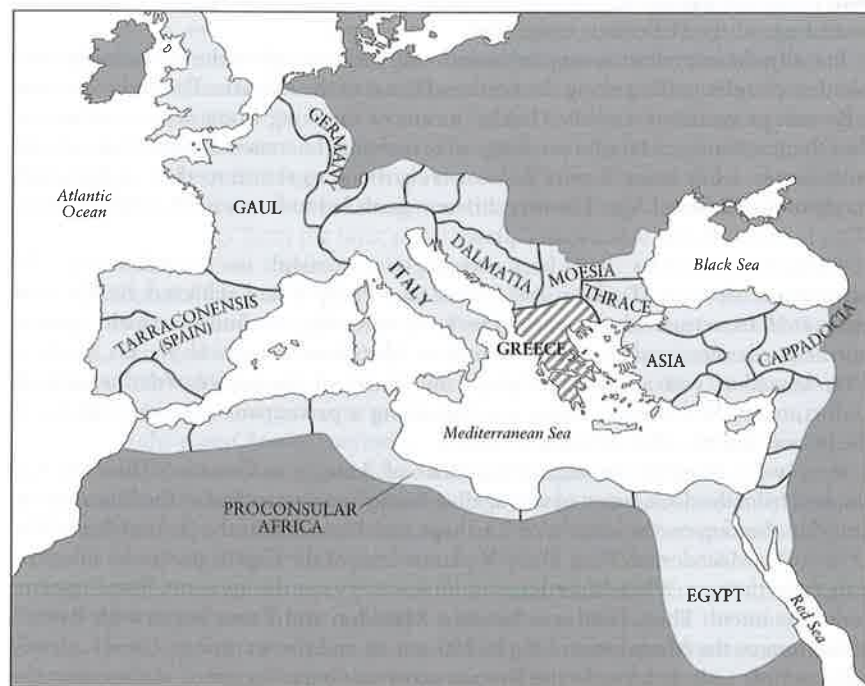 GERMANY
Atlantic
Ocean
GAUL
DALMATIA
MOESIA
Black Sea
ITALY
THRACE
TARRACONENSIS
(SPAIN)
GREECE
ASIA
CAPPADOCIA
Mediterranean Sea
PROCONSULAR
AFRICA
EGYPT
Red Sea